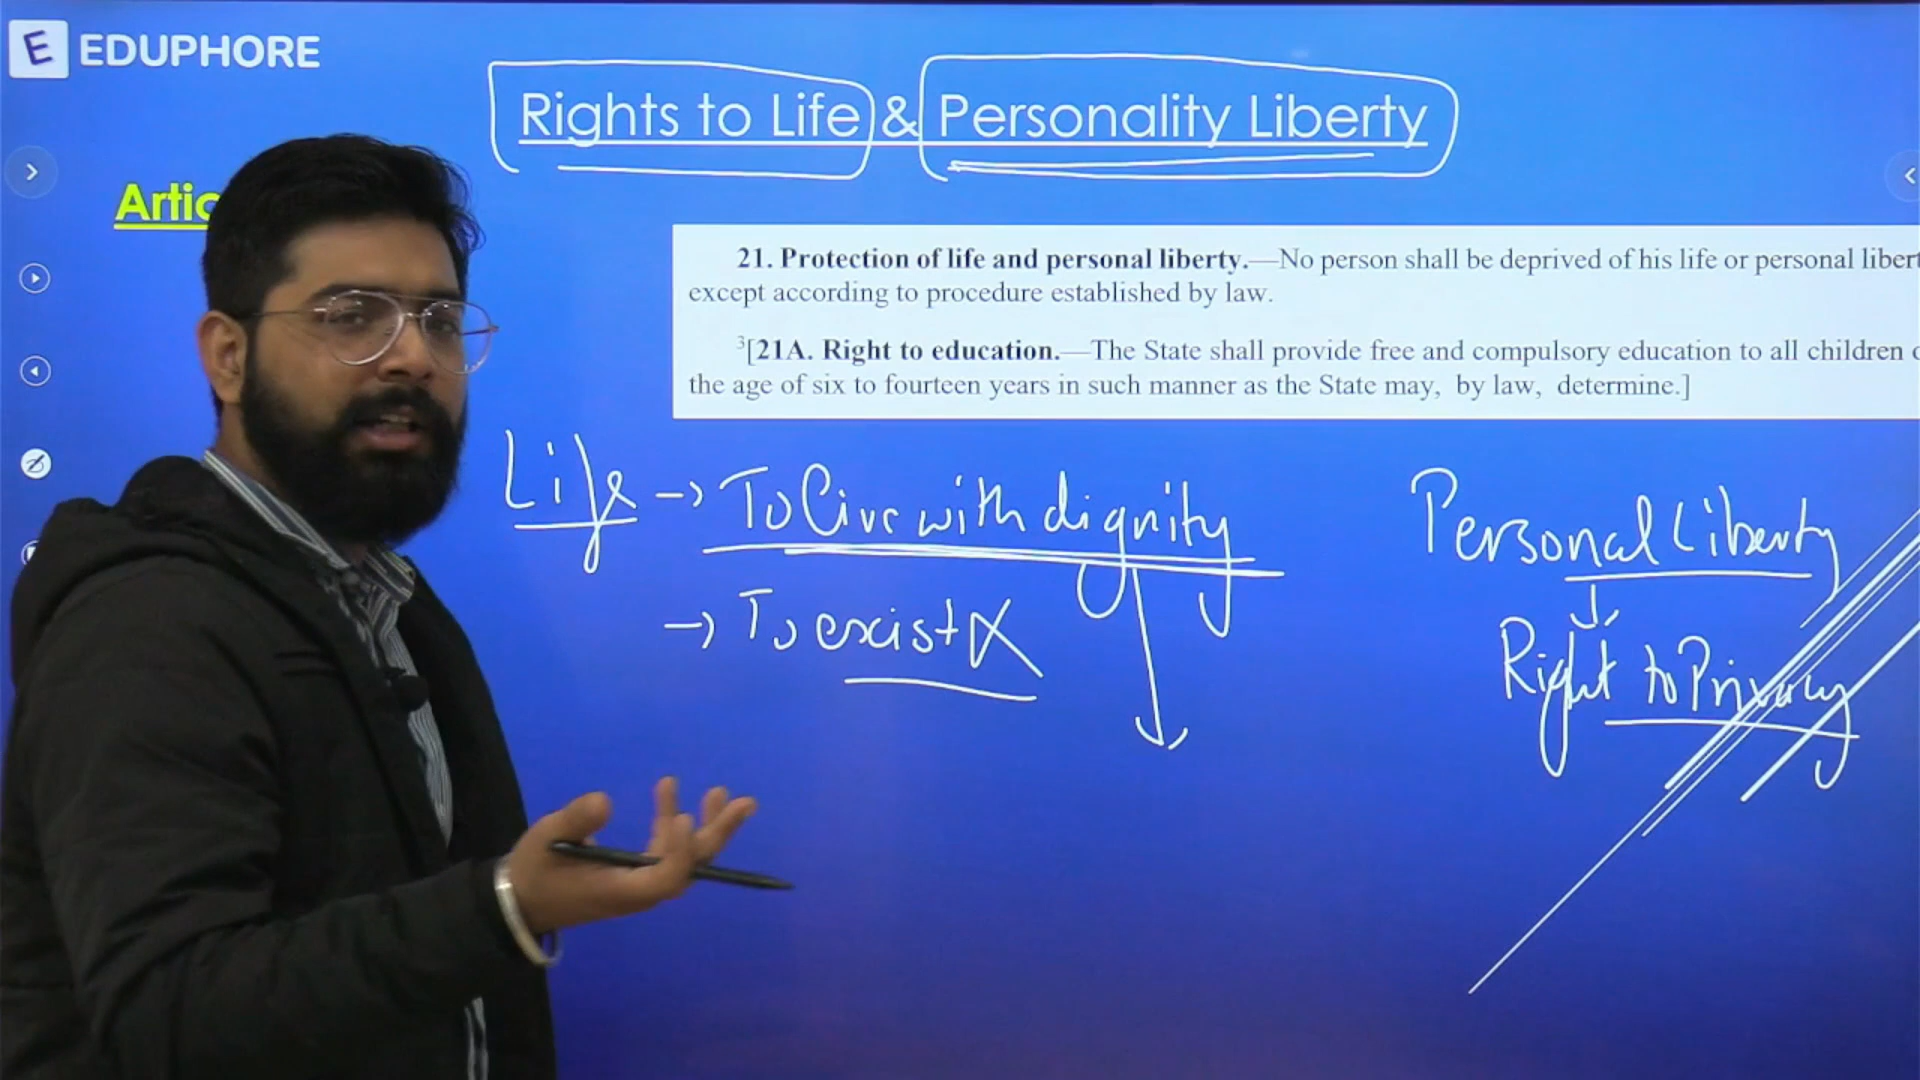 E EDUPHORE
Rights to Life & Personality Liberty
Artic
21. Protection of life and personal liberty.—No person shall be deprived of his life or personal libert
except according to procedure established by law.
3[21A. Right to education.—The State shall provide free and compulsory education to all children o
the age of six to fourteen years in such manner as the State may, by law, determine.]
Life → To live with dignity
→ To exist X
Personal Liberty
Right to Privacy